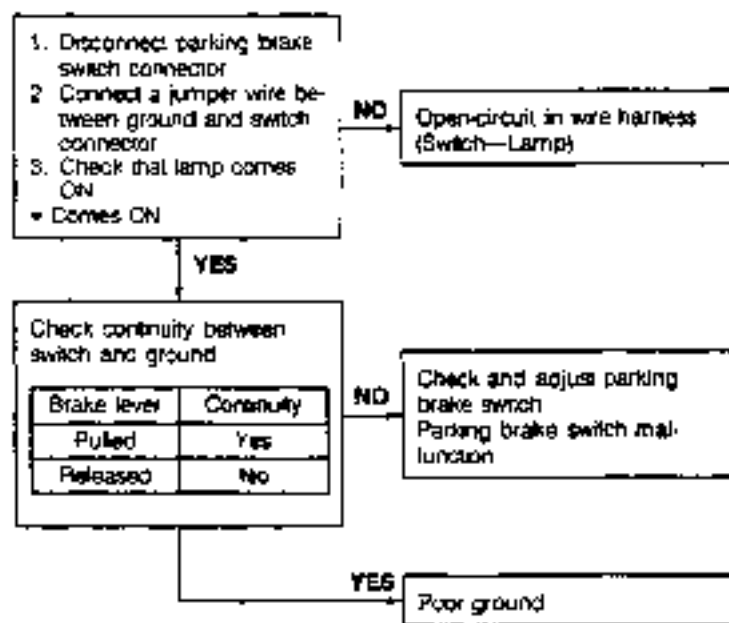 1. Disconnect parking brake
switch connector
2 Connect a jumper wire be-
tween ground and switch
connector
3. Check that lamp comes
ON
• Comes ON
NO
Open-circuit in wire harness
(Switch—Lamp)
YES
Check continuity between
switch and ground
Brake lever Continuity
Pulled Yes
Released No
NO
Check and adjust parking
brake switch
Parking brake switch mal-
function
YES
Poor ground